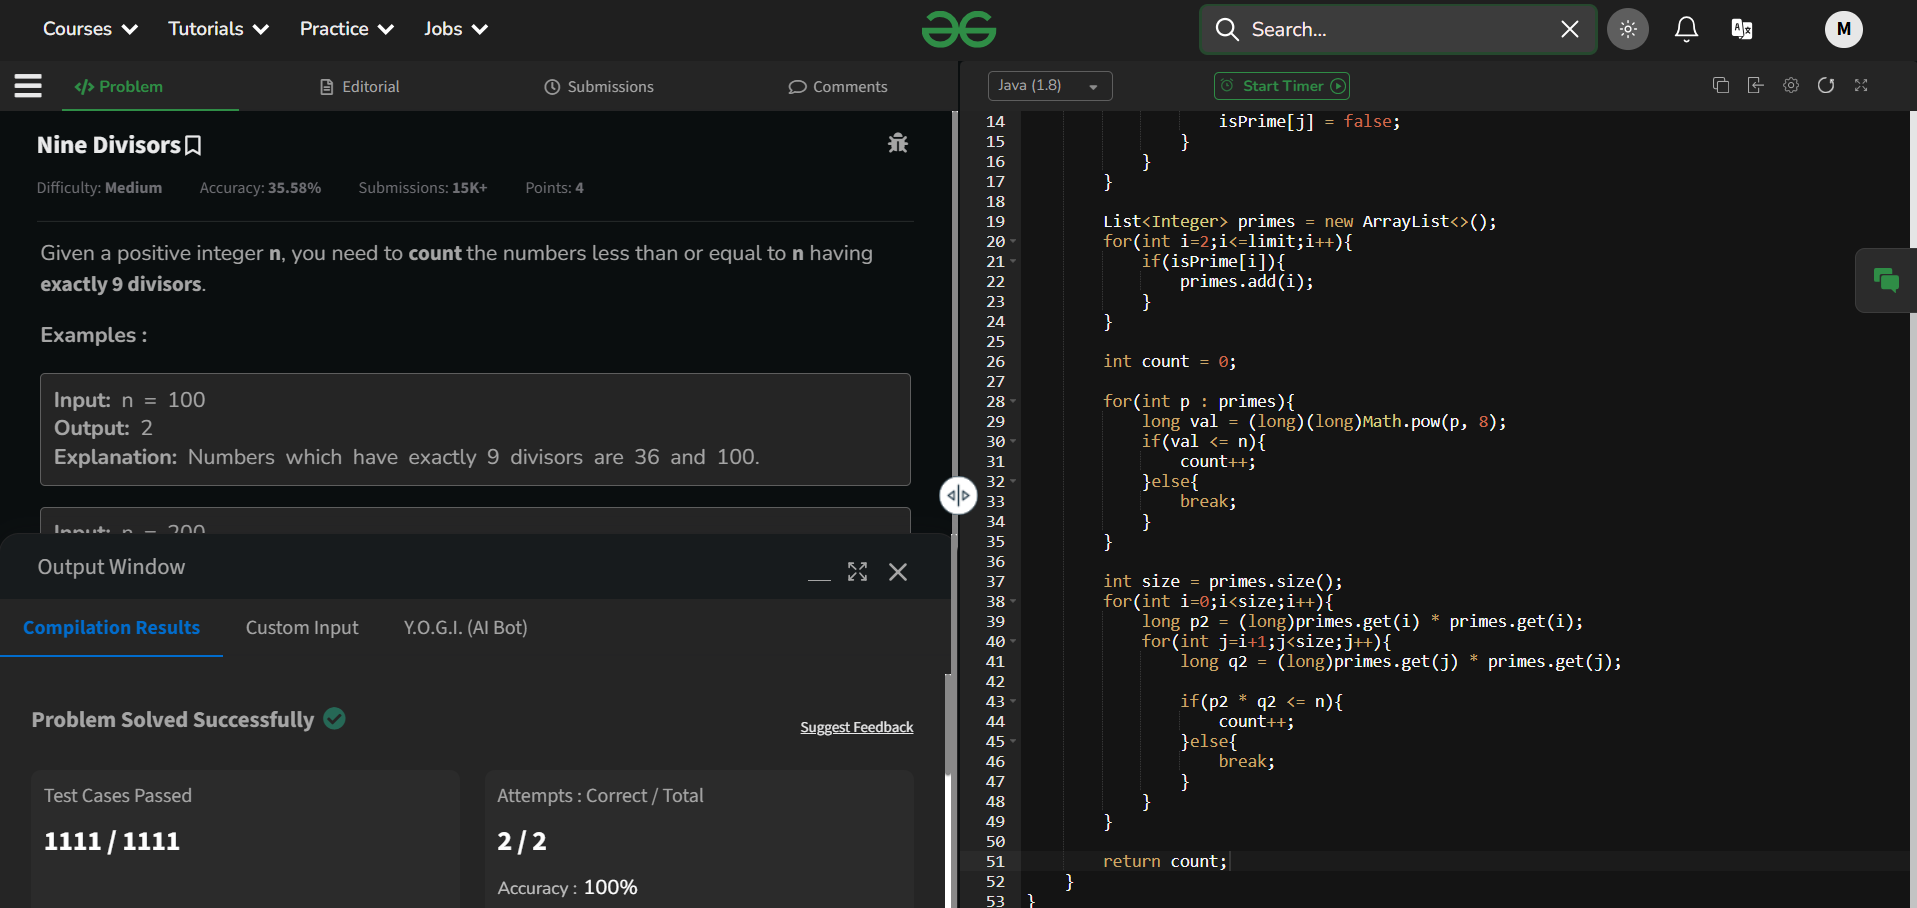 Courses Tutorials Practice Jobs Search... M
Problem Editorial Submissions Comments
Nine Divisors
Difficulty: Medium Accuracy: 35.58% Submissions: 15K+ Points: 4
Given a positive integer n, you need to count the numbers less than or equal to n having
exactly 9 divisors.
Examples :
Input: n = 100
Output: 2
Explanation: Numbers which have exactly 9 divisors are 36 and 100.
Input: n = 200
Output Window
Compilation Results Custom Input Y.O.G.I. (AI Bot)
Problem Solved Successfully
Suggest Feedback
Test Cases Passed
1111 / 1111
Attempts : Correct / Total
2 / 2
Accuracy : 100%
Java (1.8) Start Timer
14 isPrime[j] = false;
15 }
16 }
17 }
18
19 List<Integer> primes = new ArrayList<>();
20 for(int i=2;i<=limit;i++){
21 if(isPrime[i]){
22 primes.add(i);
23 }
24 }
25
26 int count = 0;
27
28 for(int p : primes){
29 long val = (long)(long)Math.pow(p, 8);
30 if(val <= n){
31 count++;
32 }else{
33 break;
34 }
35 }
36
37 int size = primes.size();
38 for(int i=0;i<size;i++){
39 long p2 = (long)primes.get(i) * primes.get(i);
40 for(int j=i+1;j<size;j++){
41 long q2 = (long)primes.get(j) * primes.get(j);
42
43 if(p2 * q2 <= n){
44 count++;
45 }else{
46 break;
47 }
48 }
49 }
50
51 return count;
52 }
53 }